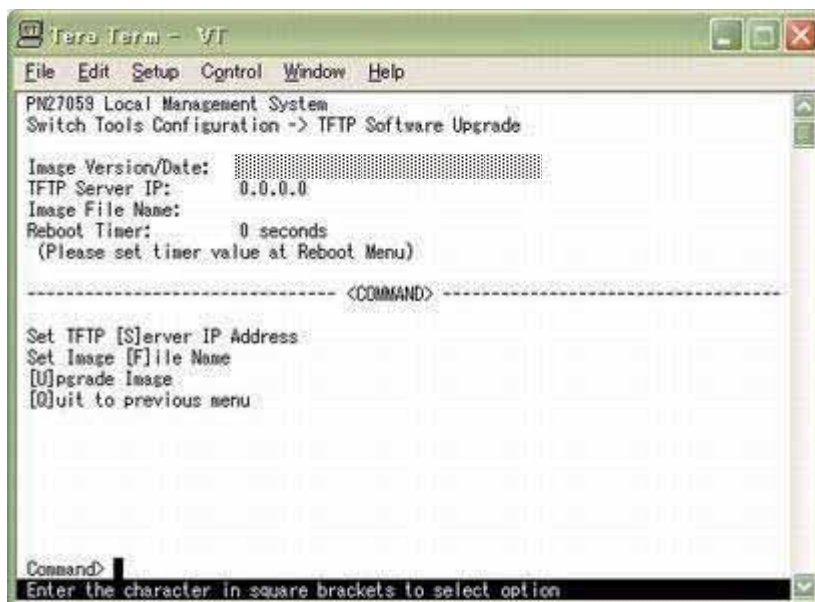 Tera Term - VT
File Edit Setup Control Window Help
PN27059 Local Management System
Switch Tools Configuration -> TFTP Software Upgrade
Image Version/Date:
TFTP Server IP: 0.0.0.0
Image File Name:
Reboot Timer: 0 seconds
(Please set timer value at Reboot Menu)
------------------------------------ <COMMAND> ------------------------------------
Set TFTP [S]erver IP Address
Set Image [F]ile Name
[U]pgrade Image
[Q]uit to previous menu
Command>
Enter the character in square brackets to select option